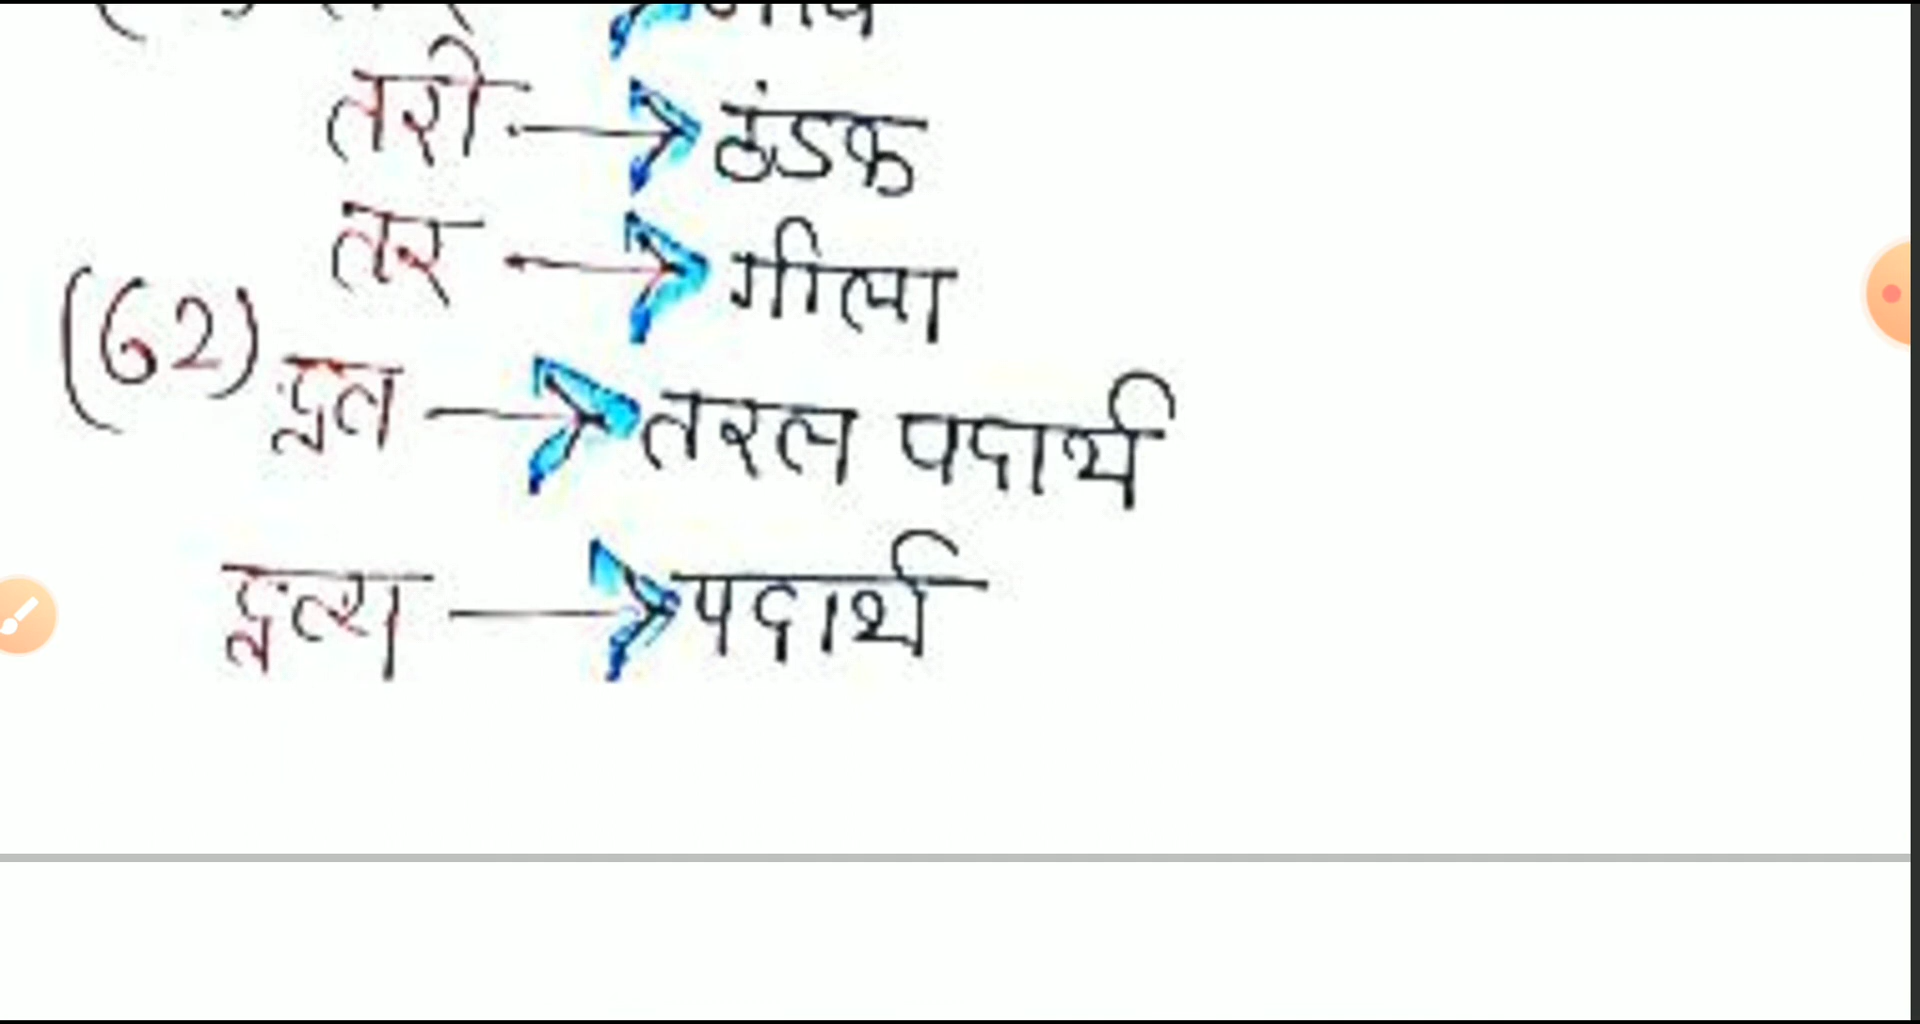 तरी → ठंडक
तर → गीला
(62) द्रव → तरल पदार्थ
द्रव्य → पदार्थ